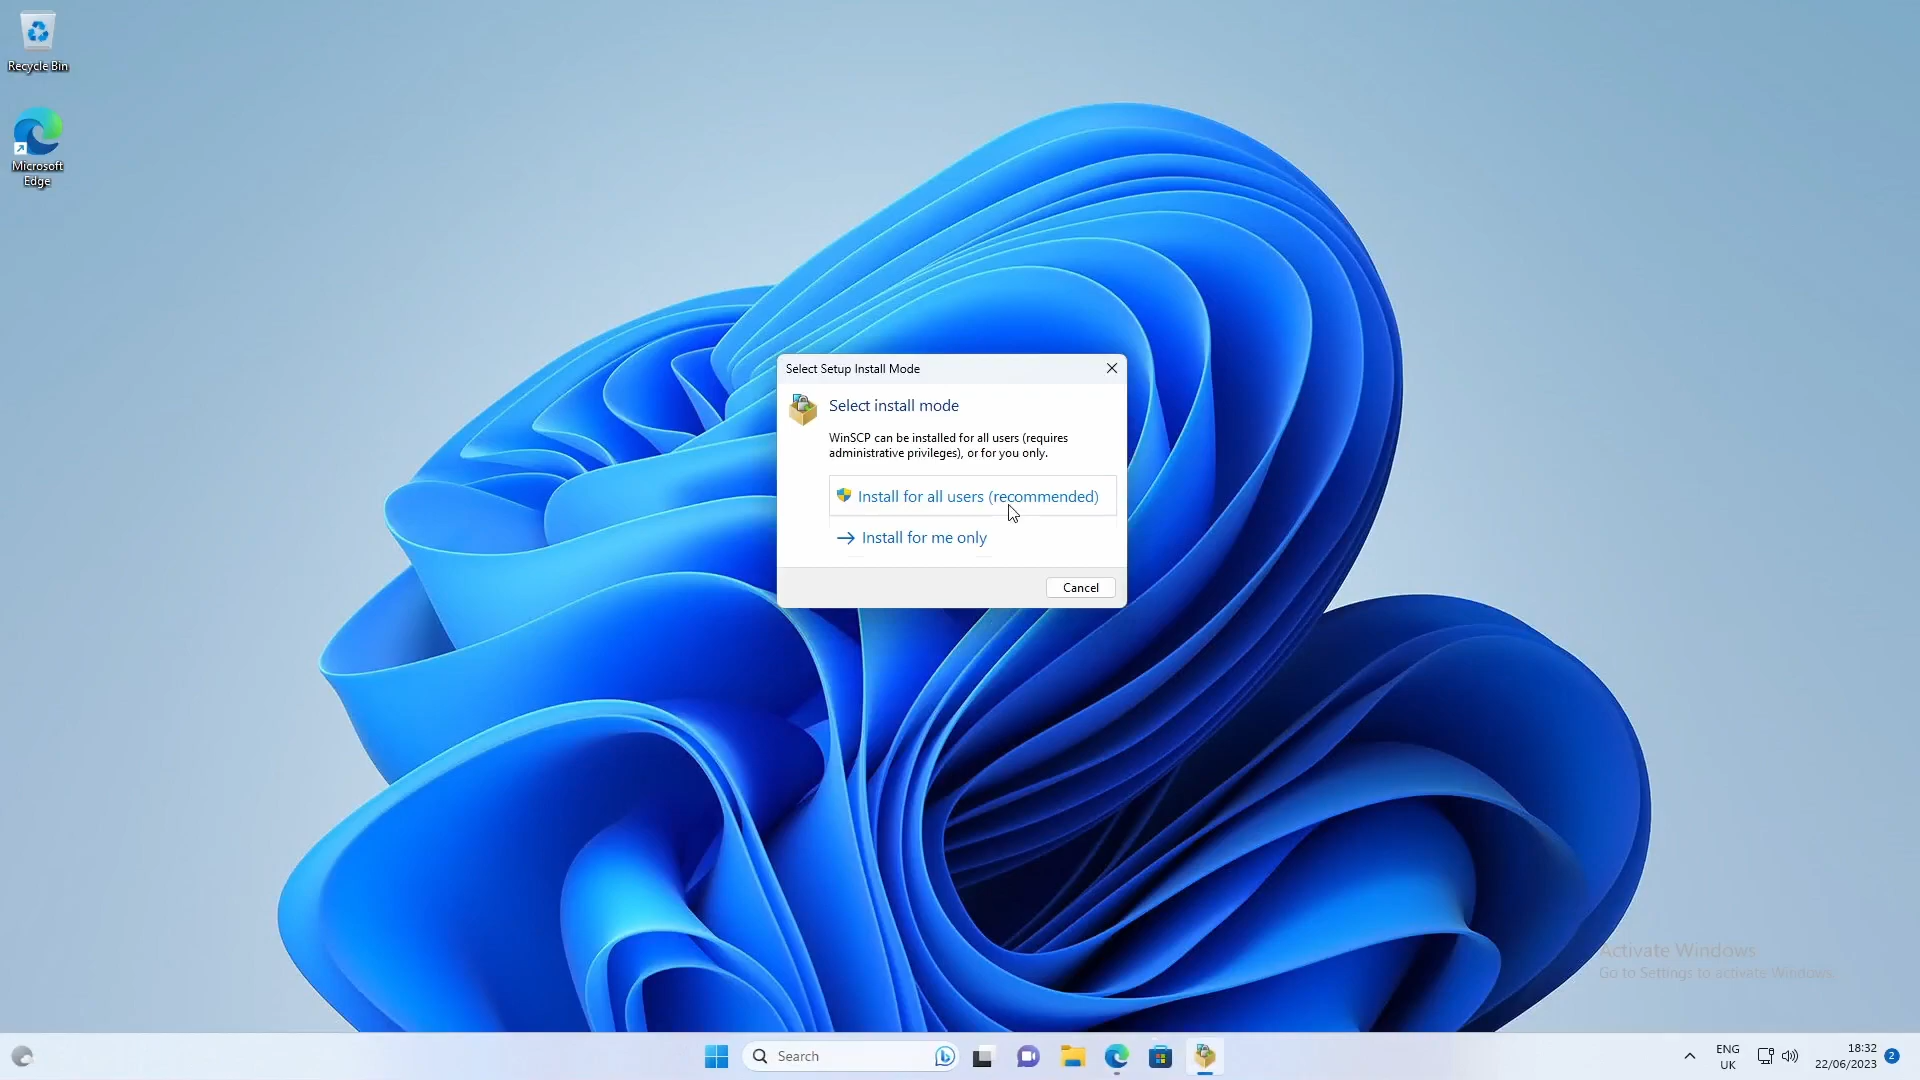 Recycle Bin
Microsoft
Edge
Select Setup Install Mode
Select install mode
WinSCP can be installed for all users (requires
administrative privileges), or for you only.
Install for all users (recommended)
Install for me only
Cancel
Activate Windows
Go to Settings to activate Windows.
Search
ENG
UK
18:32
22/06/2023
2